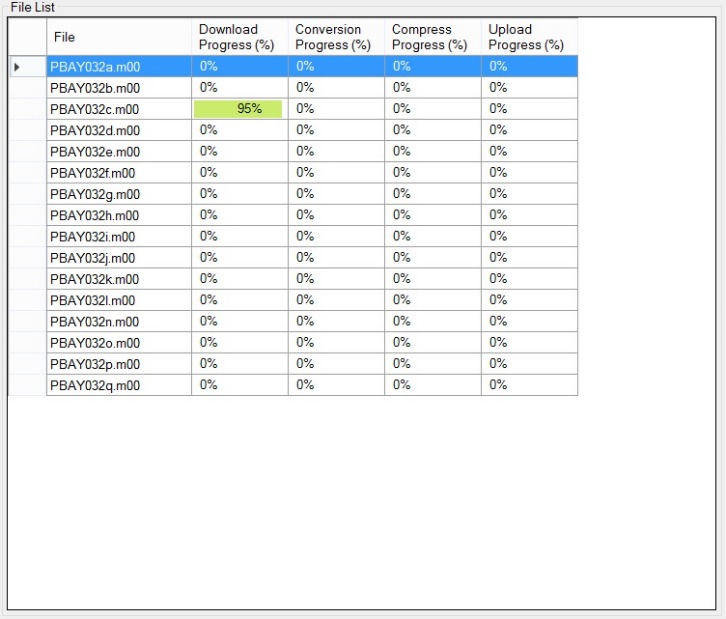 File List
File Download Progress (%) Conversion Progress (%) Compress Progress (%) Upload Progress (%)
PBAY032a.m00 0% 0% 0% 0%
PBAY032b.m00 0% 0% 0% 0%
PBAY032c.m00 95% 0% 0% 0%
PBAY032d.m00 0% 0% 0% 0%
PBAY032e.m00 0% 0% 0% 0%
PBAY032f.m00 0% 0% 0% 0%
PBAY032g.m00 0% 0% 0% 0%
PBAY032h.m00 0% 0% 0% 0%
PBAY032i.m00 0% 0% 0% 0%
PBAY032j.m00 0% 0% 0% 0%
PBAY032k.m00 0% 0% 0% 0%
PBAY032l.m00 0% 0% 0% 0%
PBAY032n.m00 0% 0% 0% 0%
PBAY032o.m00 0% 0% 0% 0%
PBAY032p.m00 0% 0% 0% 0%
PBAY032q.m00 0% 0% 0% 0%